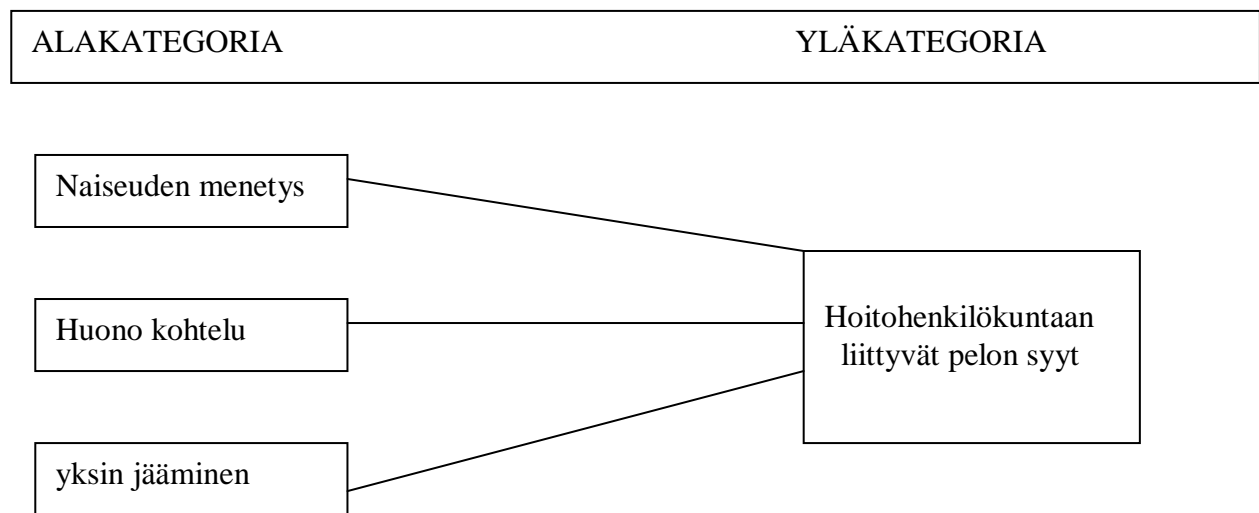 ALAKATEGORIA YLÄKATEGORIA
Naiseuden menetys
Huono kohtelu
Hoitohenkilökuntaan
liittyvät pelon syyt
yksin jääminen